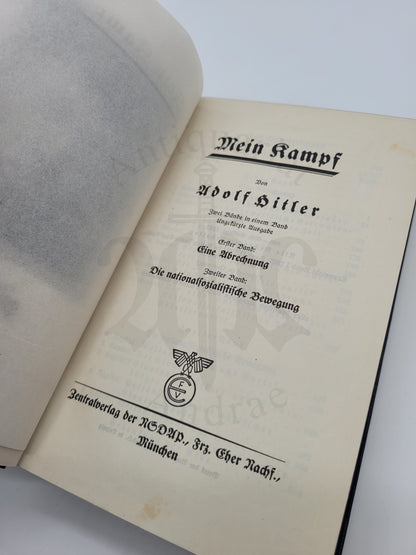 Mein Kampf
Von
Adolf Hitler
Zwei Bände in einem Band
Ungekürzte Ausgabe
Erster Band:
Eine Abrechnung
Zweiter Band:
Die nationalsozialistische Bewegung
Zentralverlag der NSDAP., Frz. Eher Nachf.,
München